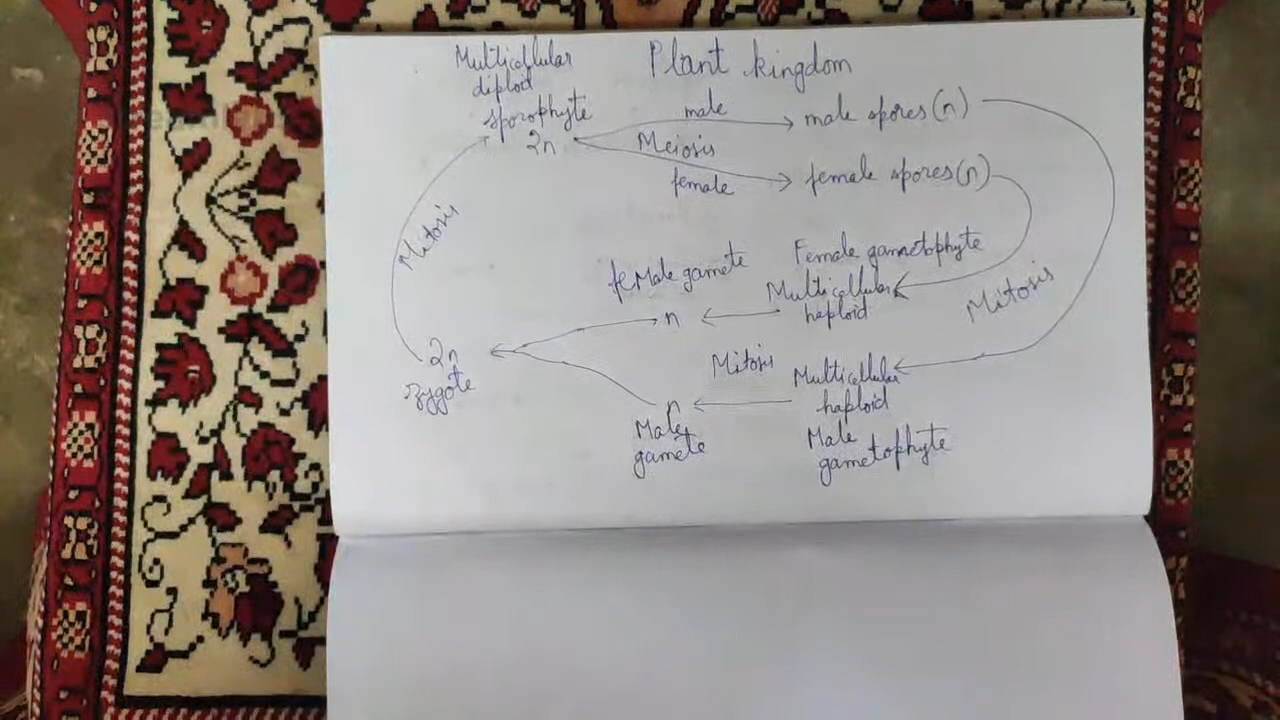 Plant kingdom
Multicellular
diploid
sporophyte
2n
male
Meiosis
female
male spores (n)
female spores (n)
Mitosis
Female gametophyte
Multicellular
haploid
feMale gamete
n
Mitosis
Multicellular
haploid
Male
gametophyte
n
Male
gamete
2n
zygote
Mitosis